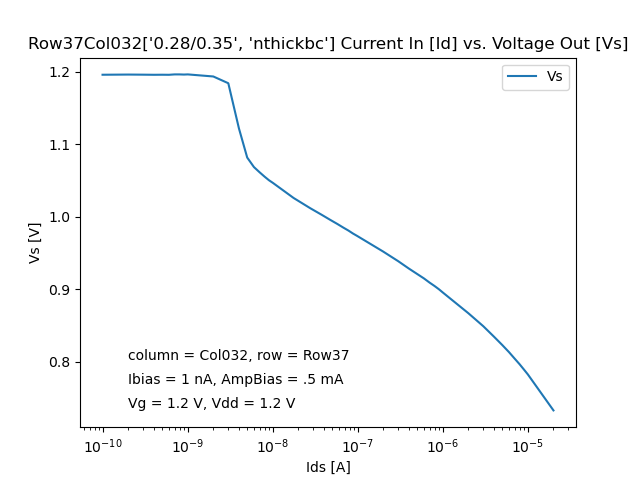 Row37Col032['0.28/0.35', 'nthickbc'] Current In [Id] vs. Voltage Out [Vs]
Vs
1.2
1.1
1.0
0.9
0.8
Vs [V]
column = Col032, row = Row37
Ibias = 1 nA, AmpBias = .5 mA
Vg = 1.2 V, Vdd = 1.2 V
10⁻¹⁰ 10⁻⁹ 10⁻⁸ 10⁻⁷ 10⁻⁶ 10⁻⁵
Ids [A]